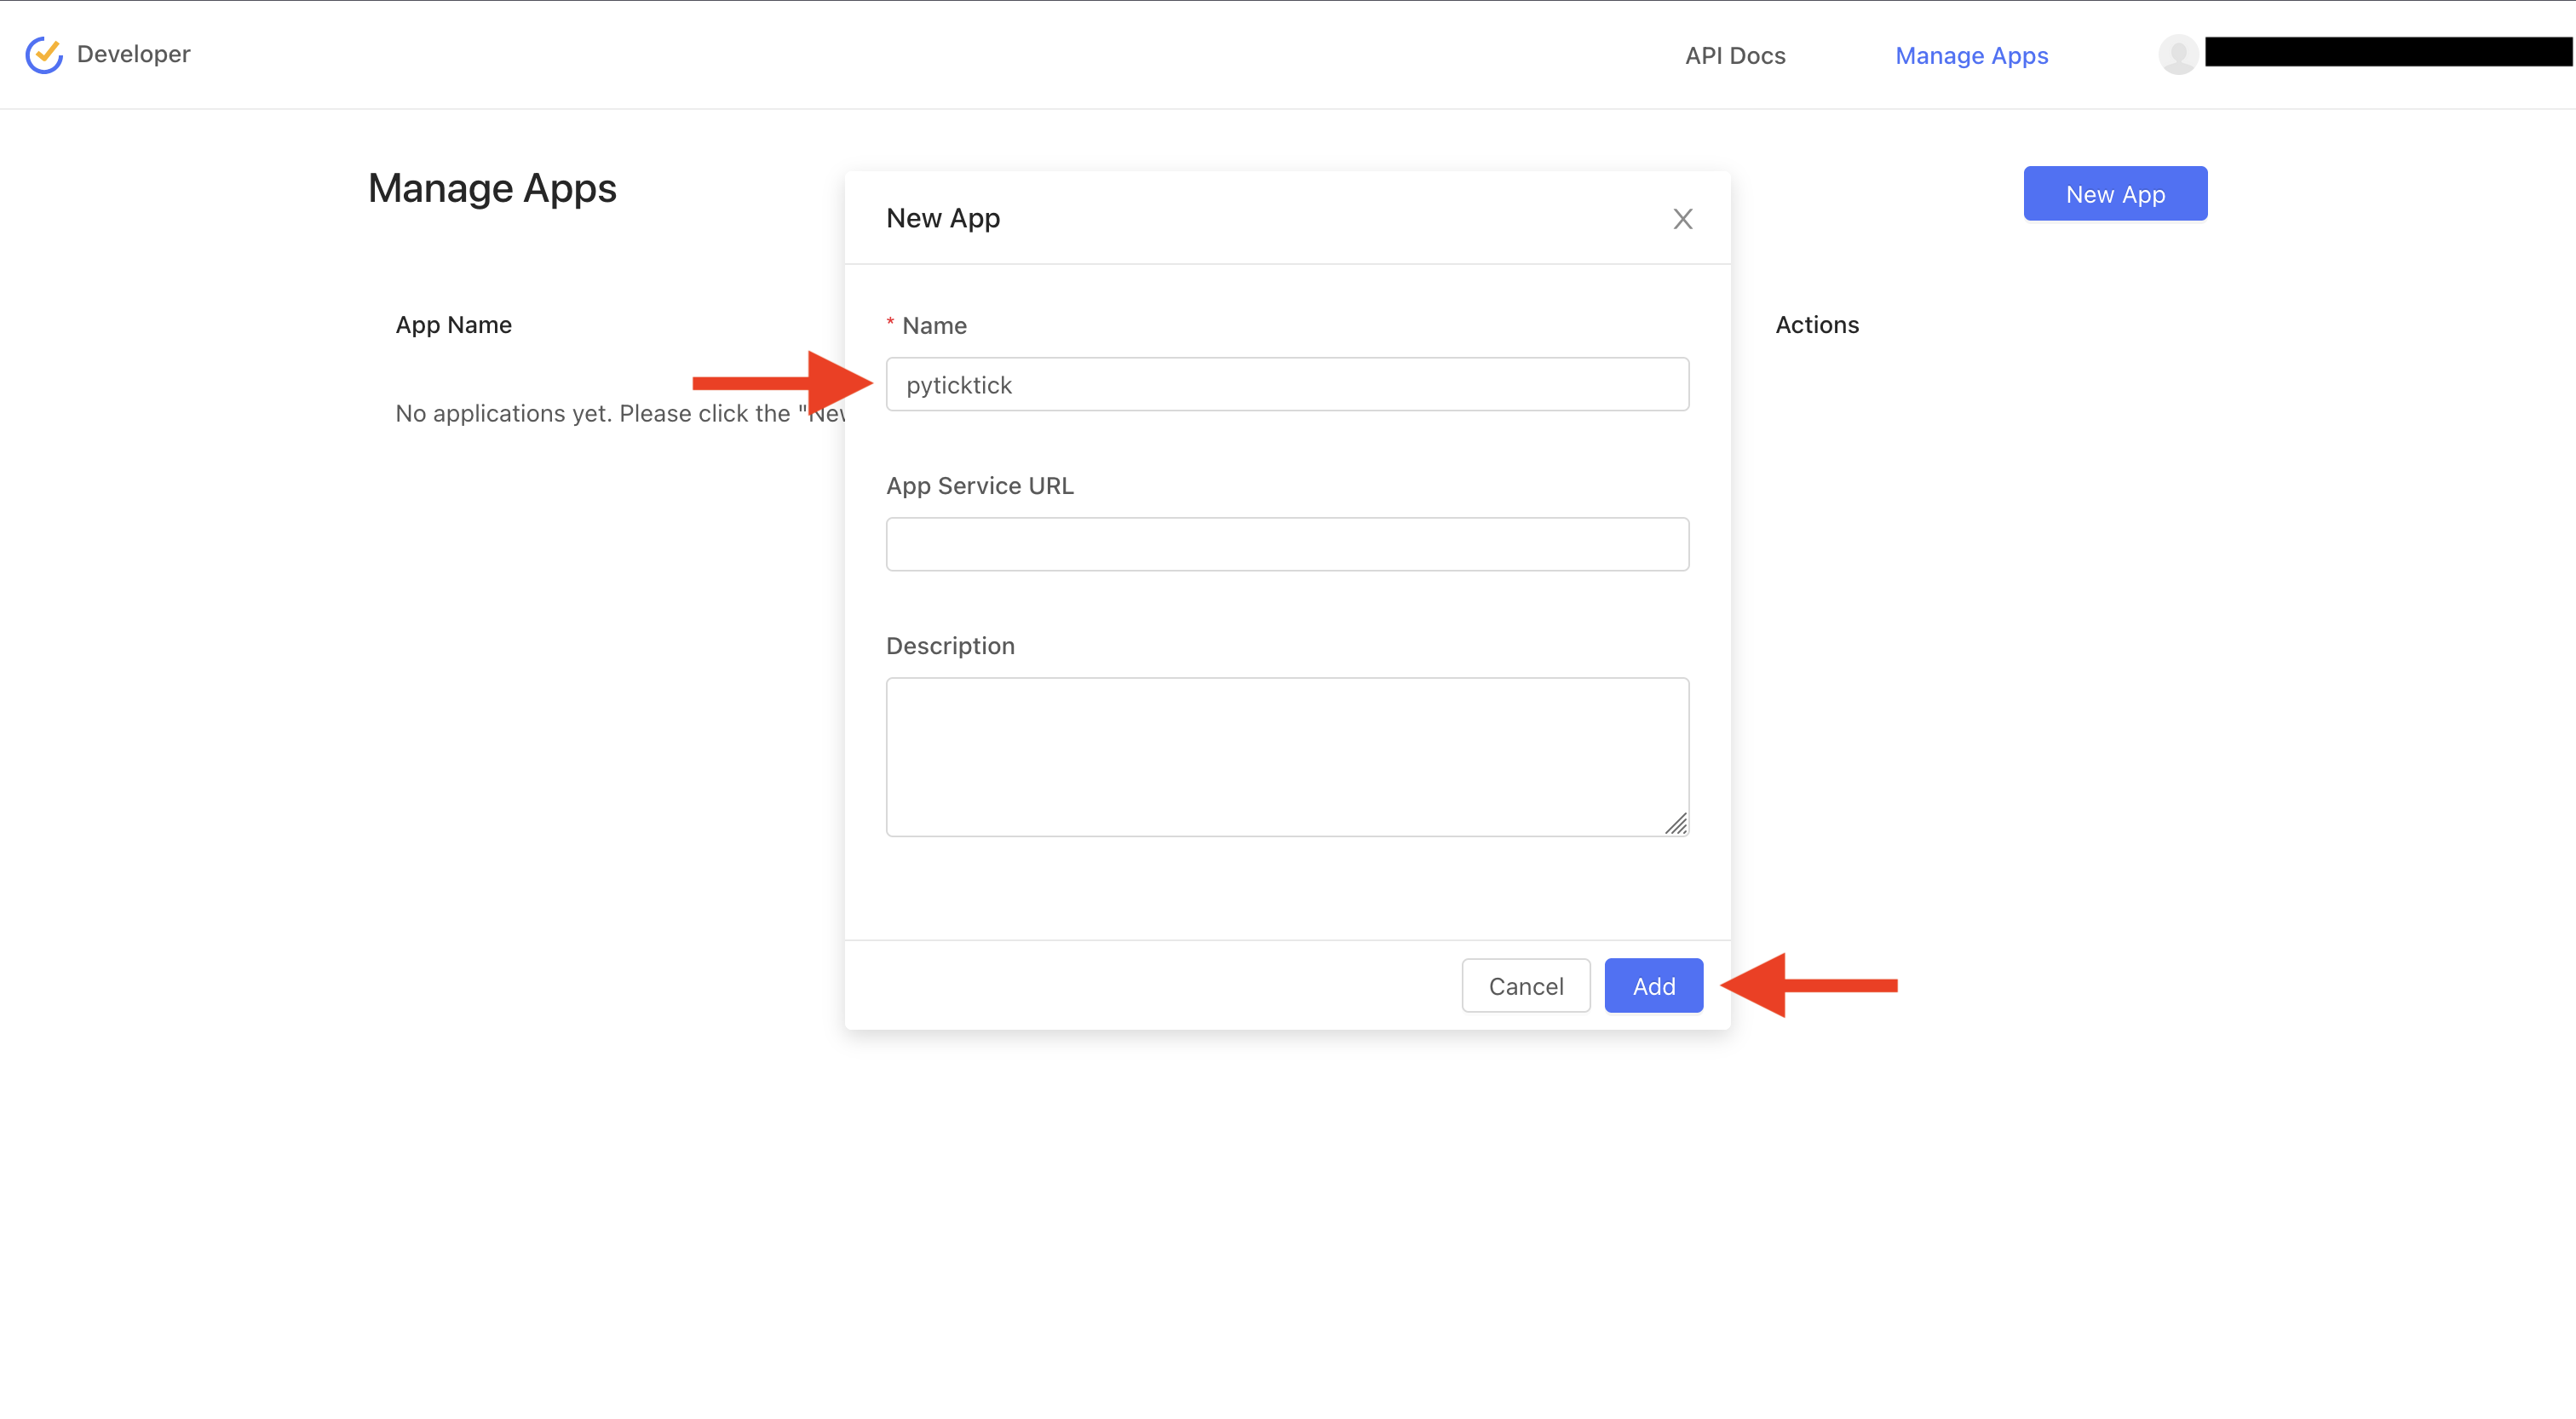 Developer
API Docs
Manage Apps
Manage Apps
New App
New App
X
App Name
Actions
* Name
pyticktick
No applications yet. Please click the "New
App Service URL
Description
Cancel
Add